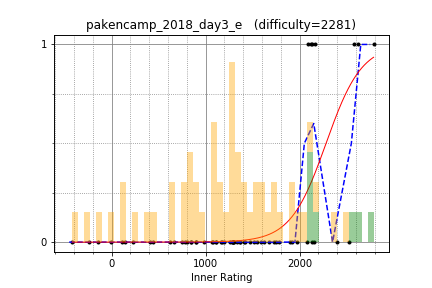 pakencamp_2018_day3_e (difficulty=2281)
1
0
0
1000
2000
Inner Rating